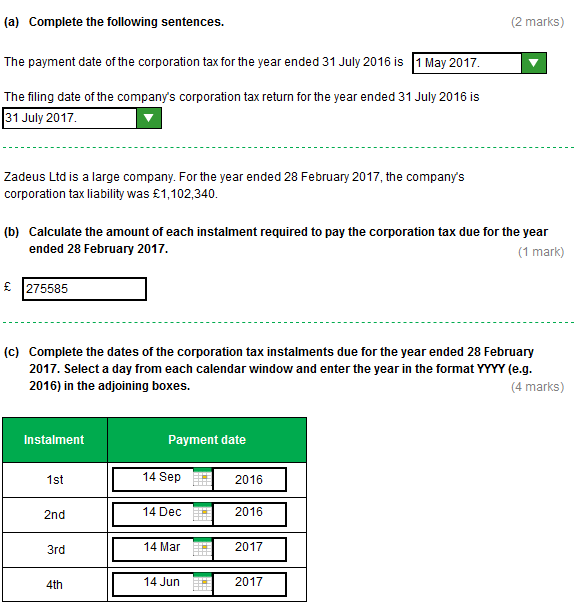 (a) Complete the following sentences. (2 marks)
The payment date of the corporation tax for the year ended 31 July 2016 is 1 May 2017.
The filing date of the company's corporation tax return for the year ended 31 July 2016 is
31 July 2017.
Zadeus Ltd is a large company. For the year ended 28 February 2017, the company's
corporation tax liability was £1,102,340.
(b) Calculate the amount of each instalment required to pay the corporation tax due for the year
ended 28 February 2017. (1 mark)
£ 275585
(c) Complete the dates of the corporation tax instalments due for the year ended 28 February
2017. Select a day from each calendar window and enter the year in the format YYYY (e.g.
2016) in the adjoining boxes. (4 marks)
Instalment Payment date
1st 14 Sep 2016
2nd 14 Dec 2016
3rd 14 Mar 2017
4th 14 Jun 2017